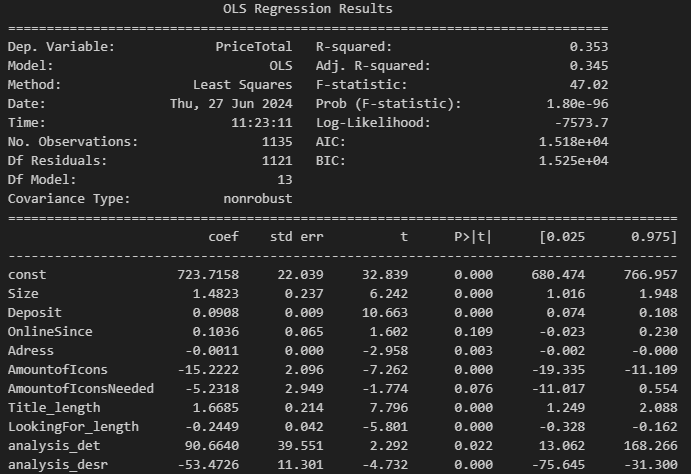 OLS Regression Results
==============================================================================
Dep. Variable:             PriceTotal   R-squared:                       0.353
Model:                            OLS   Adj. R-squared:                  0.345
Method:                 Least Squares   F-statistic:                     47.02
Date:                Thu, 27 Jun 2024   Prob (F-statistic):           1.80e-96
Time:                        11:23:11   Log-Likelihood:                -7573.7
No. Observations:                1135   AIC:                         1.518e+04
Df Residuals:                    1121   BIC:                         1.525e+04
Df Model:                          13
Covariance Type:            nonrobust
=======================================================================================
                          coef    std err          t      P>|t|      [0.025      0.975]
---------------------------------------------------------------------------------------
const                 723.7158     22.039     32.839      0.000     680.474     766.957
Size                    1.4823      0.237      6.242      0.000       1.016       1.948
Deposit                 0.0908      0.009     10.663      0.000       0.074       0.108
OnlineSince             0.1036      0.065      1.602      0.109      -0.023       0.230
Adress                 -0.0011      0.000     -2.958      0.003      -0.002      -0.000
AmountofIcons         -15.2222      2.096     -7.262      0.000     -19.335     -11.109
AmountofIconsNeeded    -5.2318      2.949     -1.774      0.076     -11.017       0.554
Title_length            1.6685      0.214      7.796      0.000       1.249       2.088
LookingFor_length      -0.2449      0.042     -5.801      0.000      -0.328      -0.162
analysis_det           90.6640     39.551      2.292      0.022      13.062     168.266
analysis_desr         -53.4726     11.301     -4.732      0.000     -75.645     -31.300